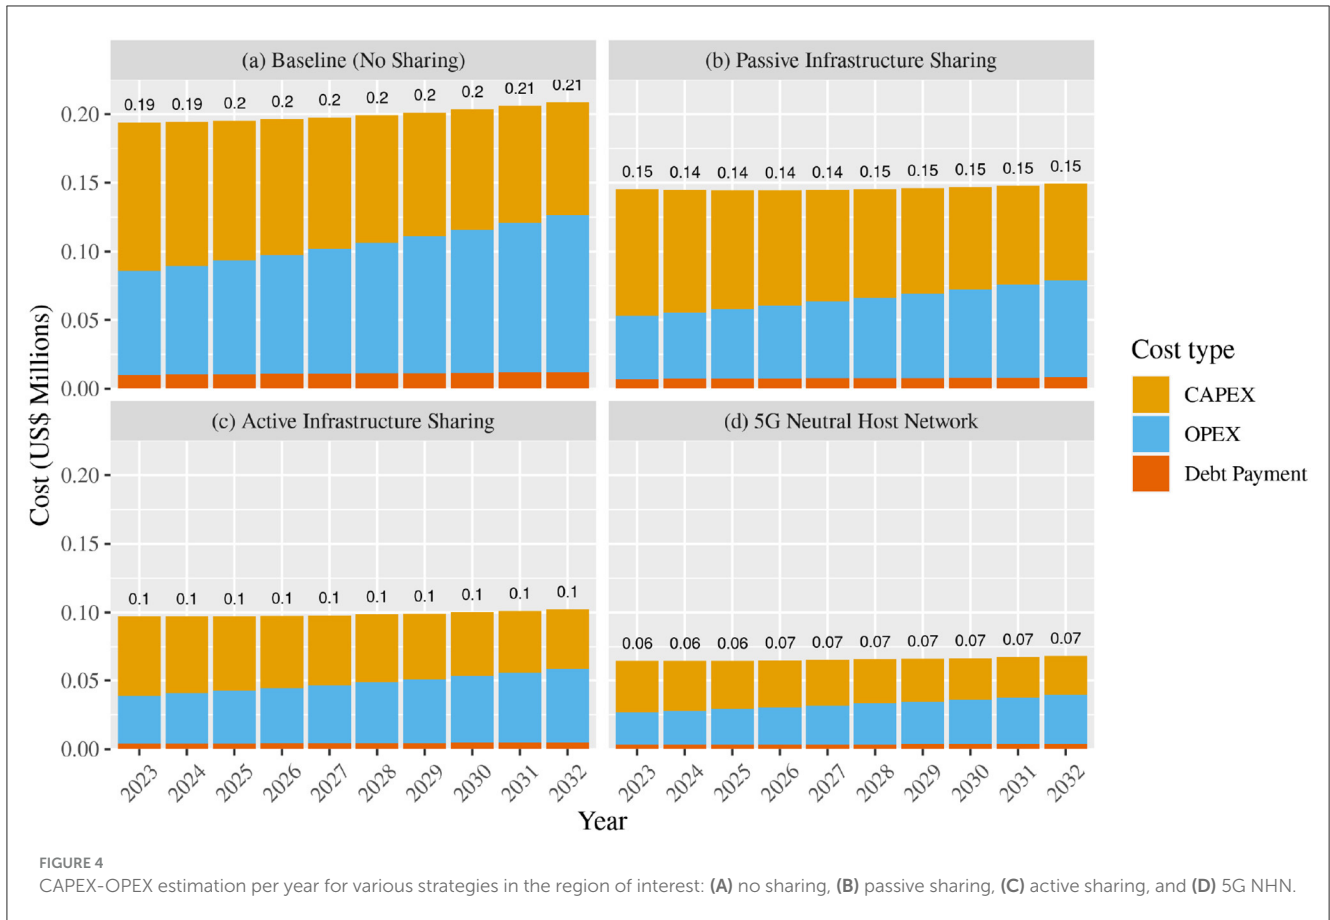 (a) Baseline (No Sharing)
(b) Passive Infrastructure Sharing
0.19 0.19 0.2 0.2 0.2 0.2 0.2 0.2 0.21 0.21
0.15 0.14 0.14 0.14 0.14 0.15 0.15 0.15 0.15 0.15
0.20
0.15
0.10
0.05
0.00
(c) Active Infrastructure Sharing
(d) 5G Neutral Host Network
0.1 0.1 0.1 0.1 0.1 0.1 0.1 0.1 0.1 0.1
0.06 0.06 0.06 0.07 0.07 0.07 0.07 0.07 0.07 0.07
0.20
0.15
0.10
0.05
0.00
2023 2024 2025 2026 2027 2028 2029 2030 2031 2032
2023 2024 2025 2026 2027 2028 2029 2030 2031 2032
Cost (US$ Millions)
Year
Cost type
CAPEX
OPEX
Debt Payment
FIGURE 4
CAPEX-OPEX estimation per year for various strategies in the region of interest: (A) no sharing, (B) passive sharing, (C) active sharing, and (D) 5G NHN.